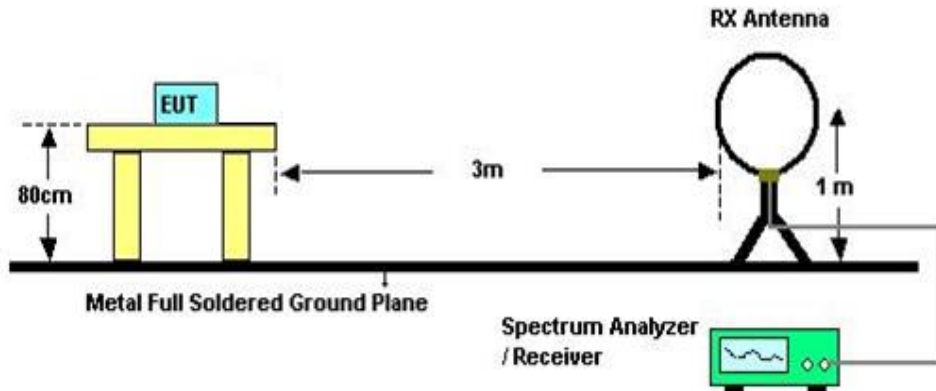 RX Antenna
EUT
80cm
3m
1 m
Metal Full Soldered Ground Plane
Spectrum Analyzer
/ Receiver